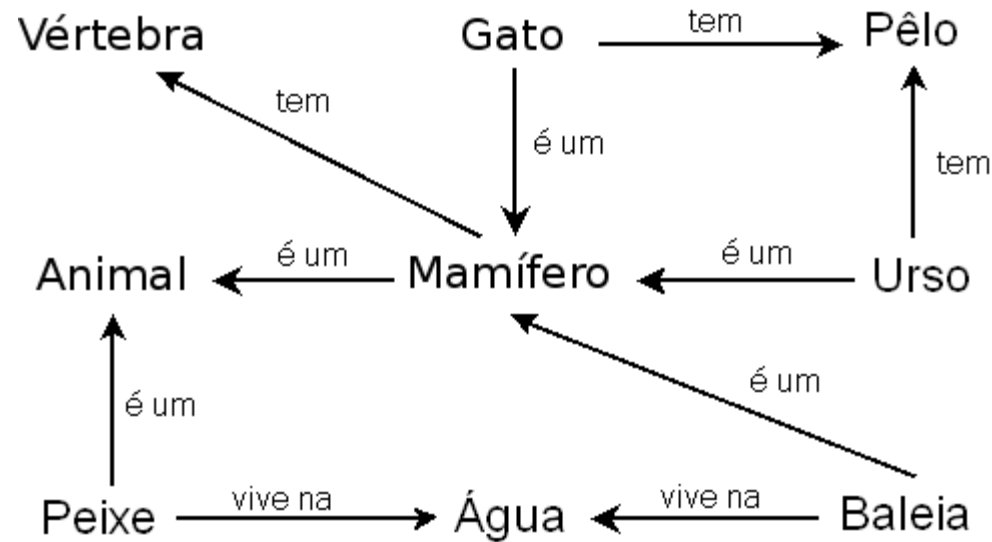 Vértebra
Gato
tem
Pêlo
tem
é um
tem
Animal
é um
Mamífero
é um
Urso
é um
é um
Peixe
vive na
Água
vive na
Baleia